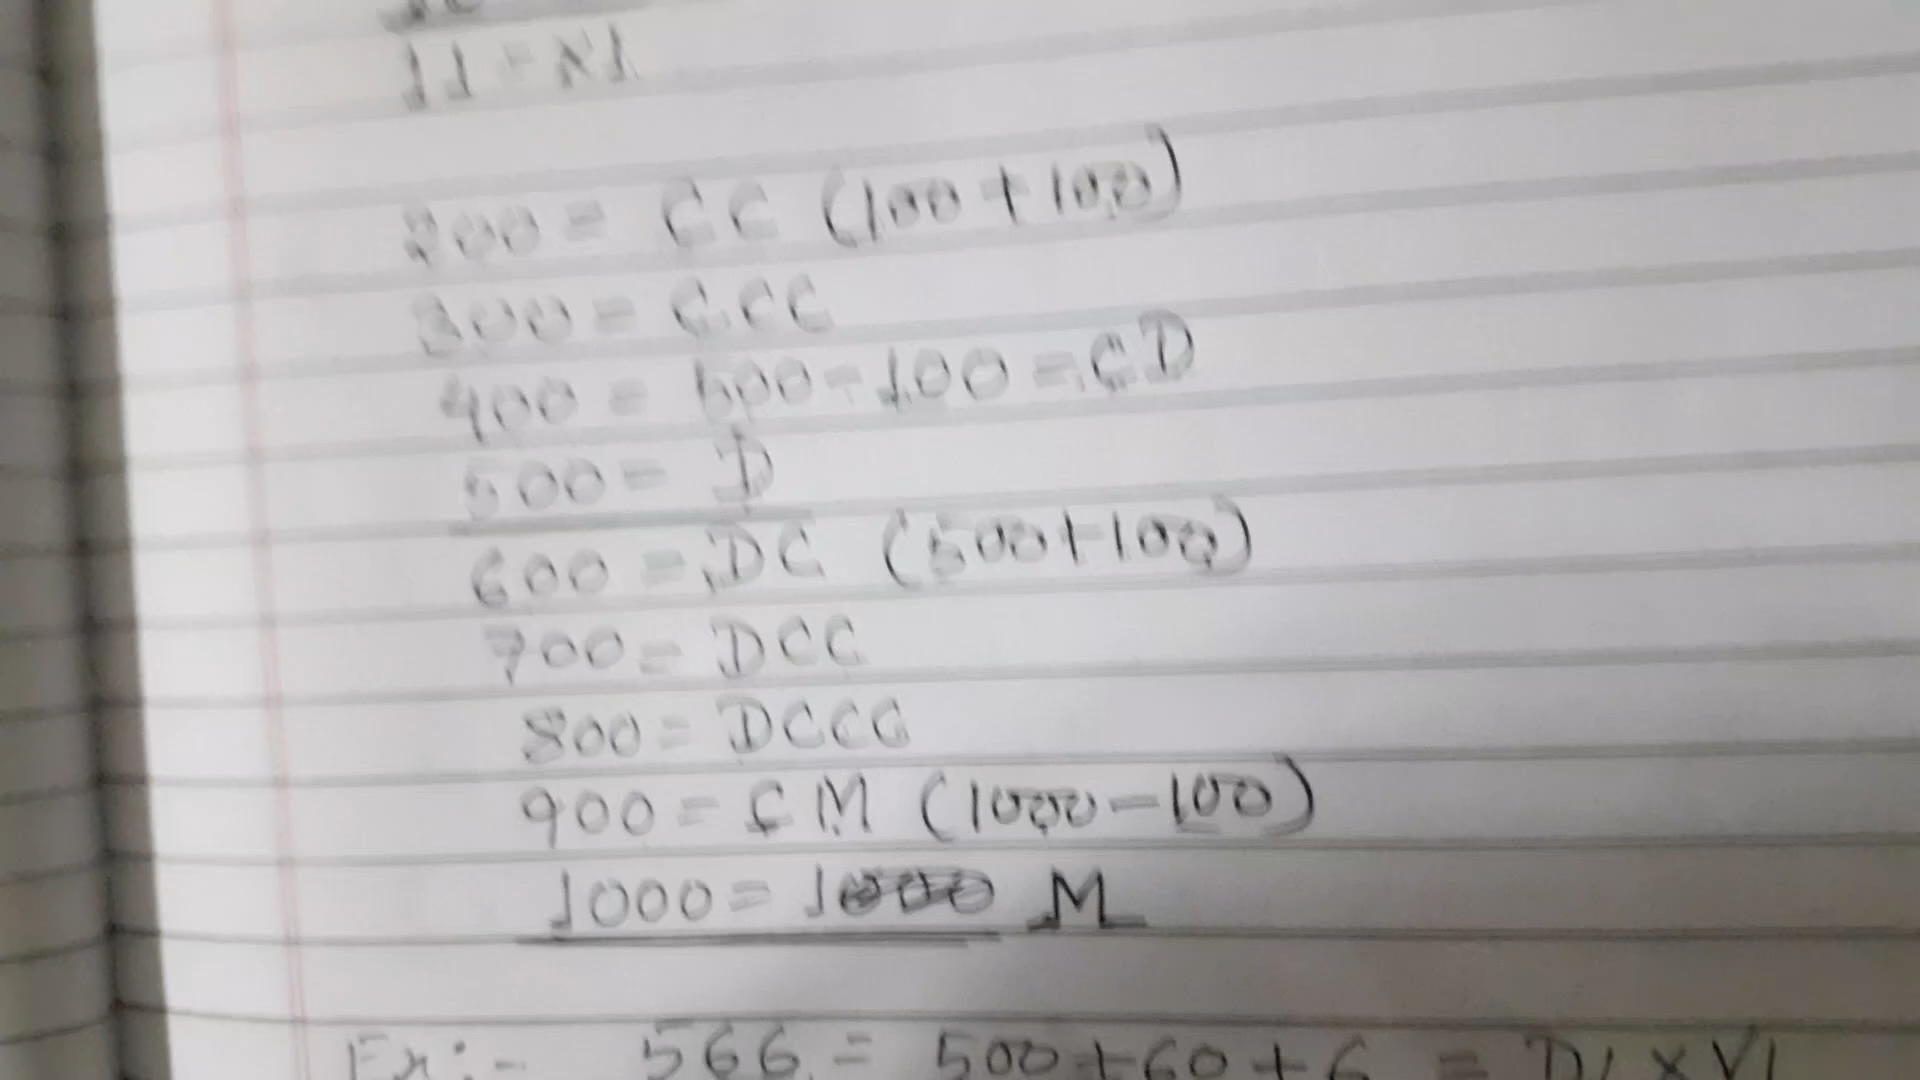 11 = XI
200 = CC (100 + 100)
300 = CCC
400 = 500 - 100 = CD
500 = D
600 = DC (500 + 100)
700 = DCC
800 = DCCC
900 = CM (1000 - 100)
1000 = M
Ex:- 566 = 500 + 60 + 6 = DLXVI